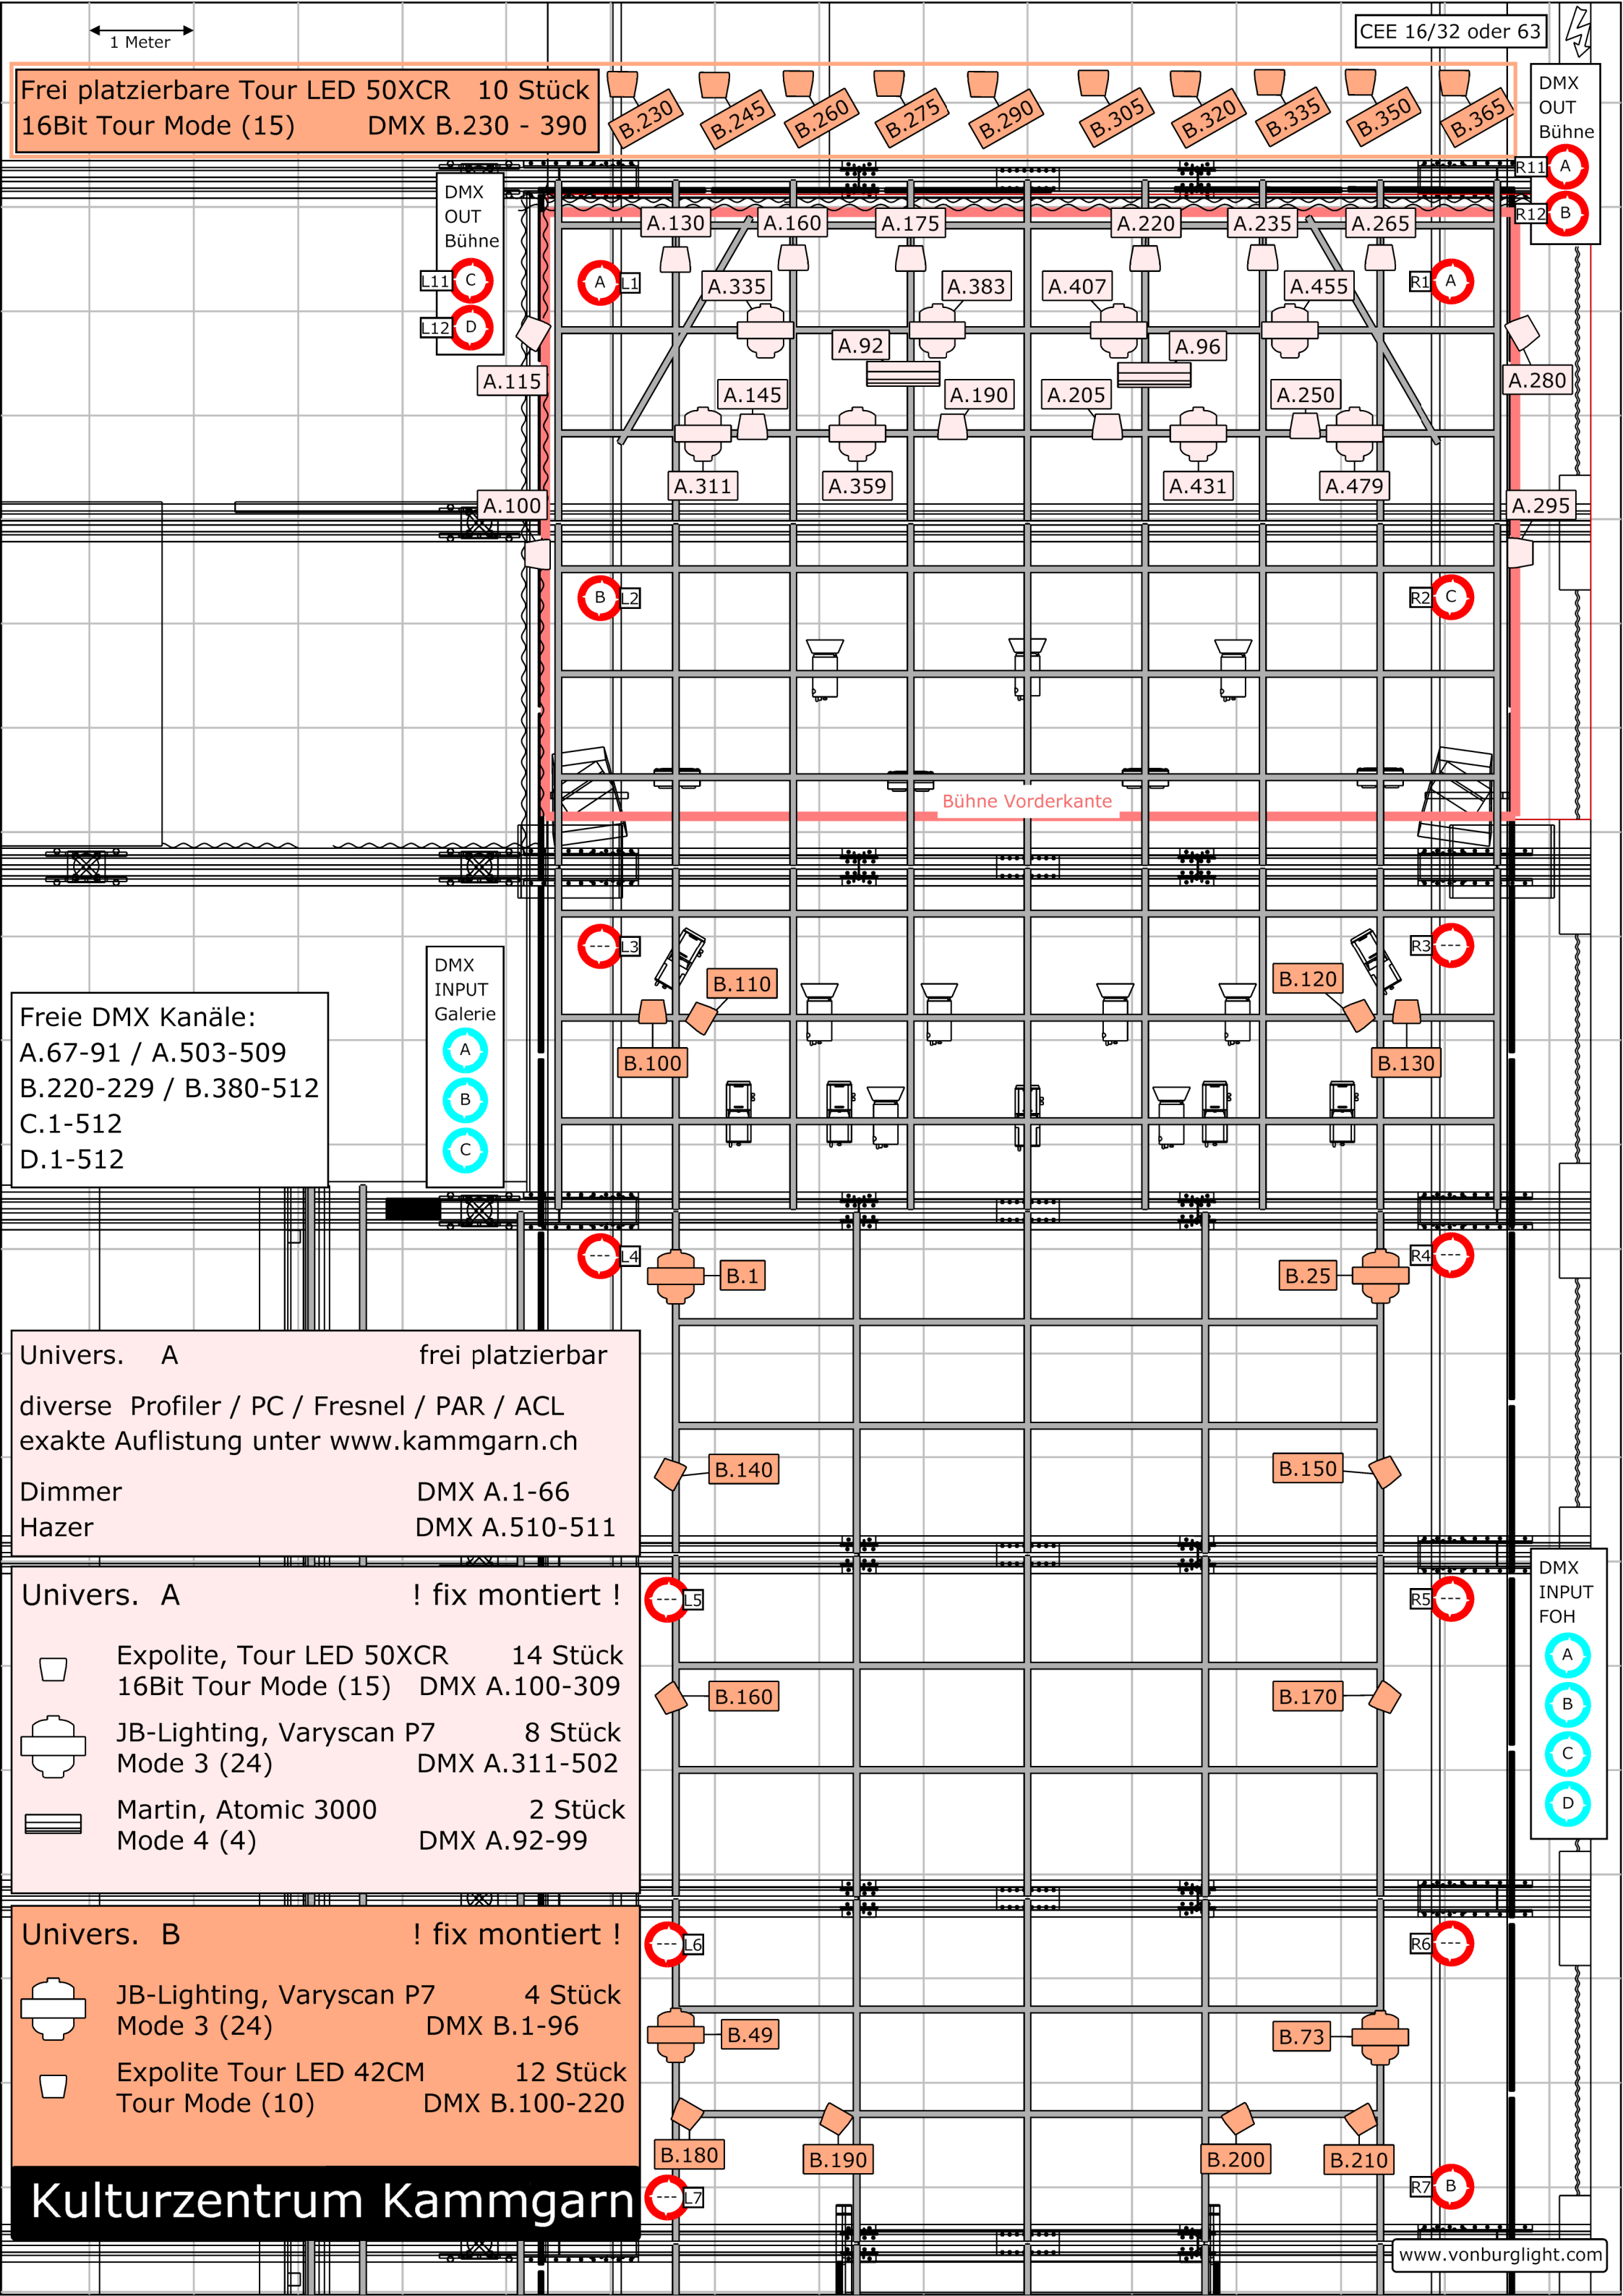 1 Meter
CEE 16/32 oder 63
Frei platzierbare Tour LED 50XCR 10 Stück
16Bit Tour Mode (15) DMX B.230 - 390
B.230 B.245 B.260 B.275 B.290 B.305 B.320 B.335 B.350 B.365
DMX
OUT
Bühne
R11 A
R12 B
DMX
OUT
Bühne
L11 C
L12 D
A.130 A.160 A.175 A.220 A.235 A.265
A L1
R1 A
A.335 A.383 A.407 A.455
A.92 A.96
A.115 A.280
A.145 A.190 A.205 A.250
A.311 A.359 A.431 A.479
A.100 A.295
B L2
R2 C
Bühne Vorderkante
--- L3
R3 ---
DMX
INPUT
Galerie
A
B
C
B.110 B.120
B.100 B.130
Freie DMX Kanäle:
A.67-91 / A.503-509
B.220-229 / B.380-512
C.1-512
D.1-512
--- L4
R4 ---
B.1 B.25
Univers. A frei platzierbar
diverse Profiler / PC / Fresnel / PAR / ACL
exakte Auflistung unter www.kammgarn.ch
Dimmer DMX A.1-66
Hazer DMX A.510-511
B.140 B.150
Univers. A ! fix montiert !
Expolite, Tour LED 50XCR 14 Stück
16Bit Tour Mode (15) DMX A.100-309
JB-Lighting, Varyscan P7 8 Stück
Mode 3 (24) DMX A.311-502
Martin, Atomic 3000 2 Stück
Mode 4 (4) DMX A.92-99
--- L5
R5 ---
DMX
INPUT
FOH
A
B
C
D
B.160 B.170
Univers. B ! fix montiert !
JB-Lighting, Varyscan P7 4 Stück
Mode 3 (24) DMX B.1-96
Expolite Tour LED 42CM 12 Stück
Tour Mode (10) DMX B.100-220
--- L6
R6 ---
B.49 B.73
B.180 B.190 B.200 B.210
Kulturzentrum Kammgarn
--- L7
R7 B
www.vonburglight.com